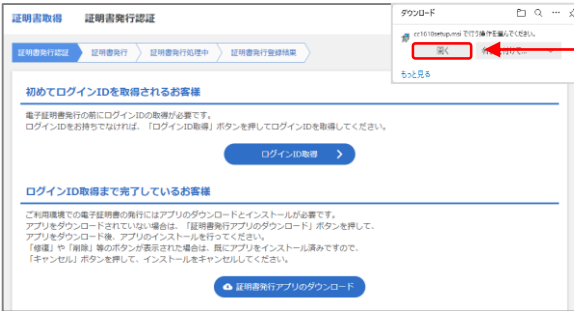 証明書取得 証明書発行認証
ダウンロード
rc1610setup.msi で行う操作を選んでください。
開く
もっと見る
証明書発行認証 証明書発行 証明書発行処理中 証明書発行登録結果
初めてログインIDを取得されるお客様
電子証明書発行の前にログインIDの取得が必要です。
ログインIDをお持ちでなければ、「ログインID取得」ボタンを押してログインIDを取得してください。
ログインID取得
ログインID取得まで完了しているお客様
ご利用環境での電子証明書の発行にはアプリのダウンロードとインストールが必要です。
アプリをダウンロードされていない場合は、「証明書発行アプリのダウンロード」ボタンを押して、
アプリをダウンロード後、アプリのインストールを行ってください。
「修復」や「削除」等のボタンが表示された場合は、既にアプリをインストール済みですので、
「キャンセル」ボタンを押して、インストールをキャンセルしてください。
証明書発行アプリのダウンロード